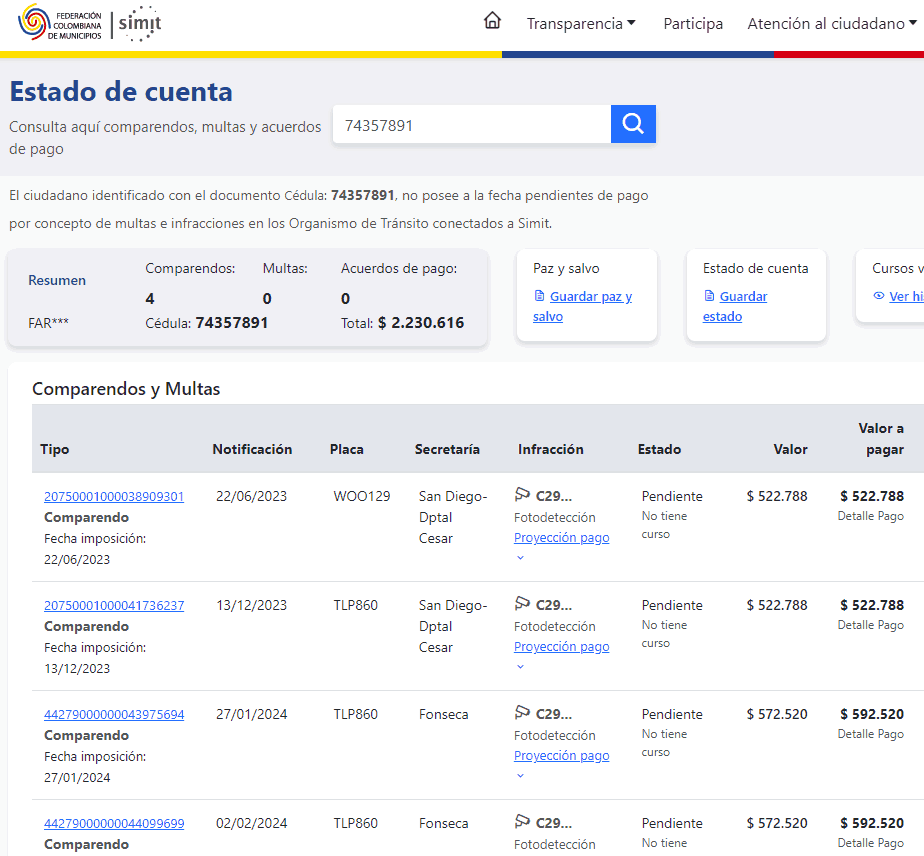 FEDERACIÓN
COLOMBIANA
DE MUNICIPIOS
simit
Transparencia
Participa
Atención al ciudadano
Estado de cuenta
Consulta aquí comparendos, multas y acuerdos
de pago
74357891
El ciudadano identificado con el documento Cédula: 74357891, no posee a la fecha pendientes de pago
por concepto de multas e infracciones en los Organismo de Tránsito conectados a Simit.
Resumen
FAR***
Comparendos: Multas: Acuerdos de pago:
4 0 0
Cédula: 74357891 Total: $ 2.230.616
Paz y salvo
Guardar paz y
salvo
Estado de cuenta
Guardar
estado
Cursos v
Ver hi
Comparendos y Multas
Tipo Notificación Placa Secretaría Infracción Estado Valor Valor a
pagar
20750001000038909301 22/06/2023 WOO129 San Diego- C29... Pendiente $ 522.788 $ 522.788
Comparendo Dptal Fotodetección No tiene Detalle Pago
Fecha imposición: Cesar Proyección pago curso
22/06/2023
20750001000041736237 13/12/2023 TLP860 San Diego- C29... Pendiente $ 522.788 $ 522.788
Comparendo Dptal Fotodetección No tiene Detalle Pago
Fecha imposición: Cesar Proyección pago curso
13/12/2023
44279000000043975694 27/01/2024 TLP860 Fonseca C29... Pendiente $ 572.520 $ 592.520
Comparendo Fotodetección No tiene Detalle Pago
Fecha imposición: Proyección pago curso
27/01/2024
44279000000044099699 02/02/2024 TLP860 Fonseca C29... Pendiente $ 572.520 $ 592.520
Comparendo Fotodetección No tiene Detalle Pago